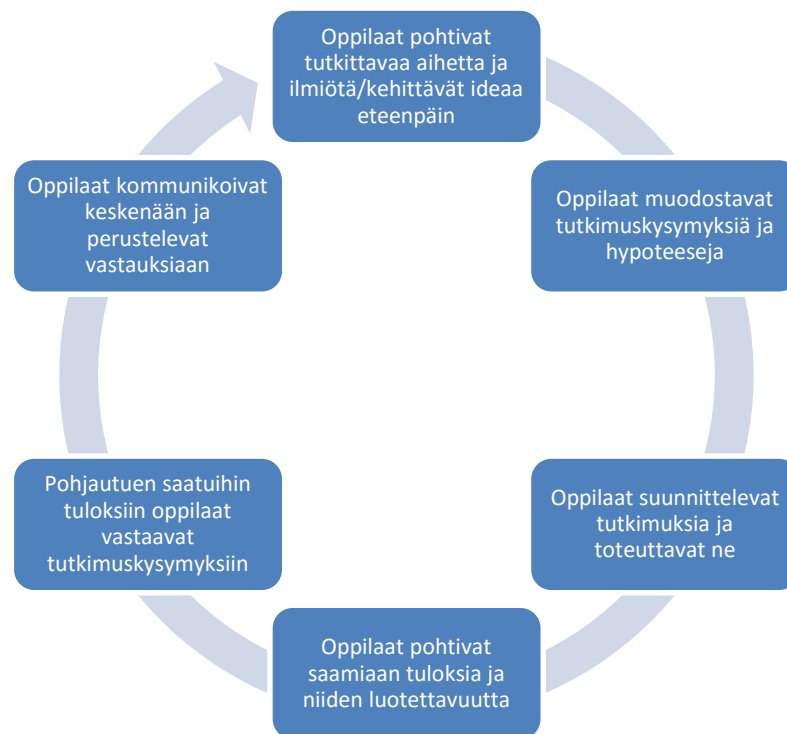 Oppilaat pohtivat
tutkittavaa aihetta ja
ilmiötä/kehittävät ideaa
eteenpäin
Oppilaat muodostavat
tutkimuskysymyksiä ja
hypoteeseja
Oppilaat suunnittelevat
tutkimuksia ja
toteuttavat ne
Oppilaat pohtivat
saamiaan tuloksia ja
niiden luotettavuutta
Pohjautuen saatuihin
tuloksiin oppilaat
vastaavat
tutkimuskysymyksiin
Oppilaat kommunikoivat
keskenään ja
perustelevat
vastauksiaan